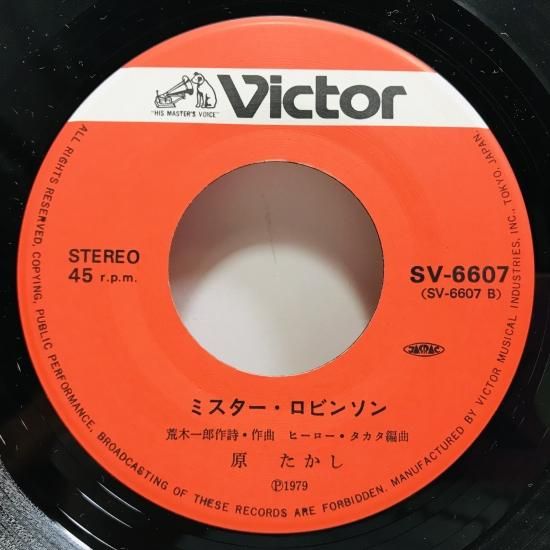 Victor
"HIS MASTER'S VOICE"
STEREO
45 r.p.m.
SV-6607
(SV-6607 B)
JASRAC
ミスター・ロビンソン
荒木一郎作詩・作曲 ヒーロー・タカタ編曲
原 たかし
Ⓟ1979
ALL RIGHTS RESERVED, COPYING, PUBLIC PERFORMANCE, BROADCASTING OF THESE RECORDS ARE FORBIDDEN. MANUFACTURED BY VICTOR MUSICAL INDUSTRIES, INC., TOKYO, JAPAN